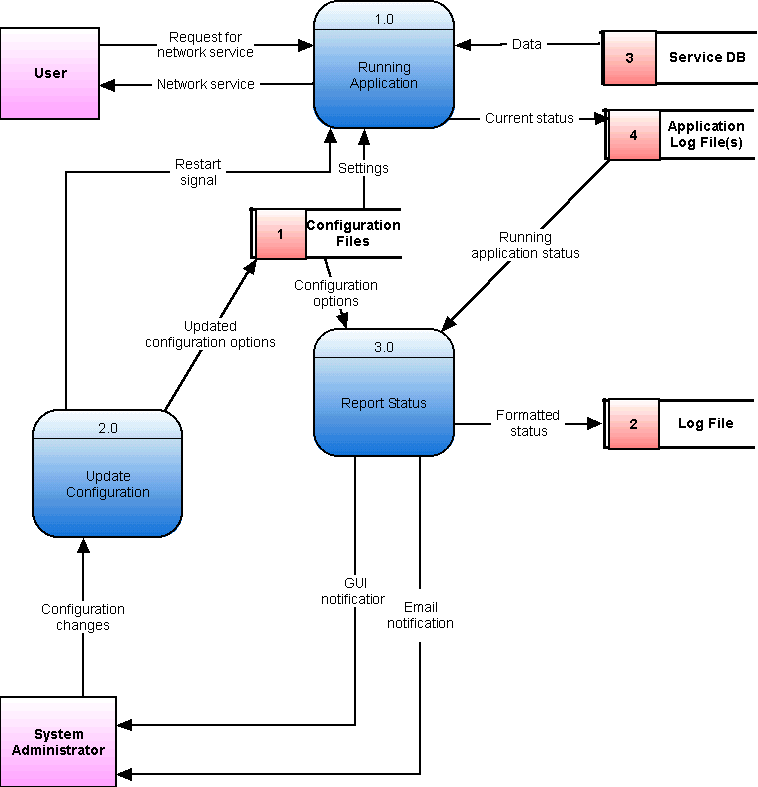 1.0
Request for
network service
User
Running
Application
Network service
Data
3
Service DB
Current status
4
Application
Log File(s)
Restart
signal
Settings
1
Configuration
Files
Running
application status
Configuration
options
Updated
configuration options
3.0
Report Status
Formatted
status
2
Log File
2.0
Update
Configuration
GUI
notificatior
Email
notification
Configuration
changes
System
Administrator